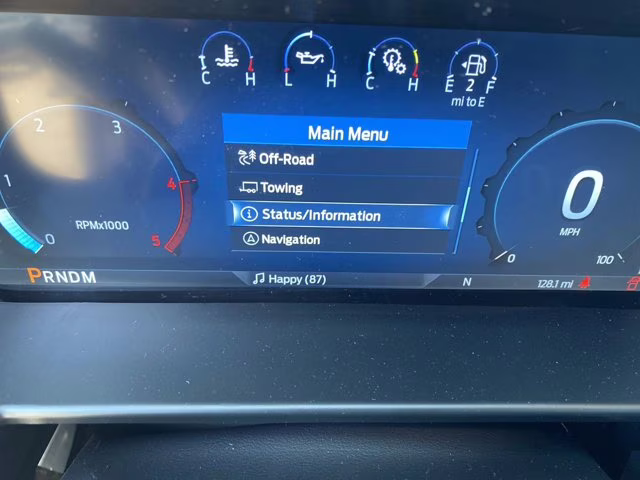 C H
L H
C H
E 2 F
mi to E
Main Menu
Off-Road
Towing
Status/Information
Navigation
0 1 2 3 4 5
RPMx1000
0
MPH
0 100
PRNDM
Happy (87)
N
128.1 mi